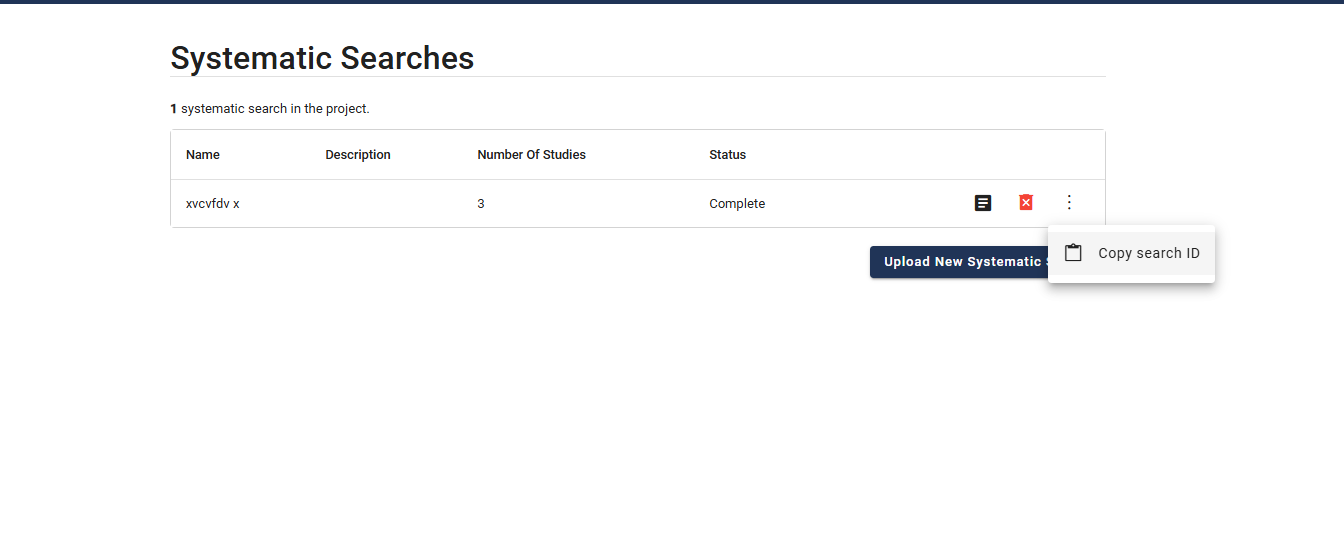 Systematic Searches
1 systematic search in the project.
Name Description Number Of Studies Status
xvcvfdv x 3 Complete
Copy search ID
Upload New Systematic